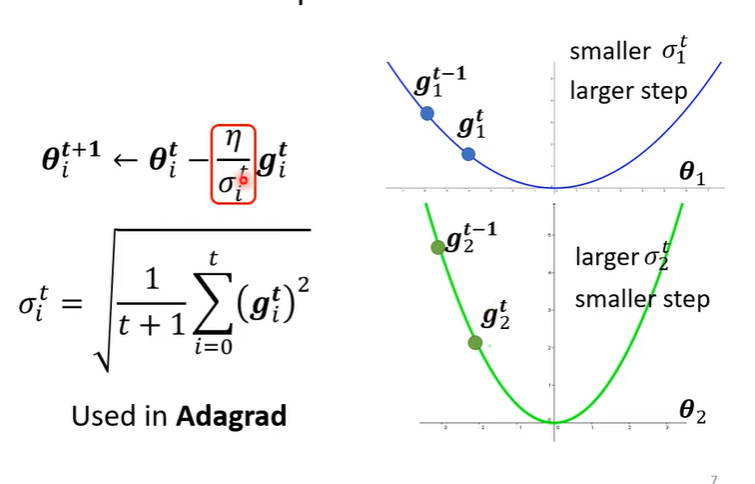 θ_i^{t+1} ← θ_i^t − η/σ_i^t g_i^t
σ_i^t = √(1/(t+1) ∑_{i=0}^{t} (g_i^t)^2)
Used in Adagrad
smaller σ_1^t
larger step
g_1^{t−1}
g_1^t
θ_1
g_2^{t−1}
larger σ_2^t
smaller step
g_2^t
θ_2
7